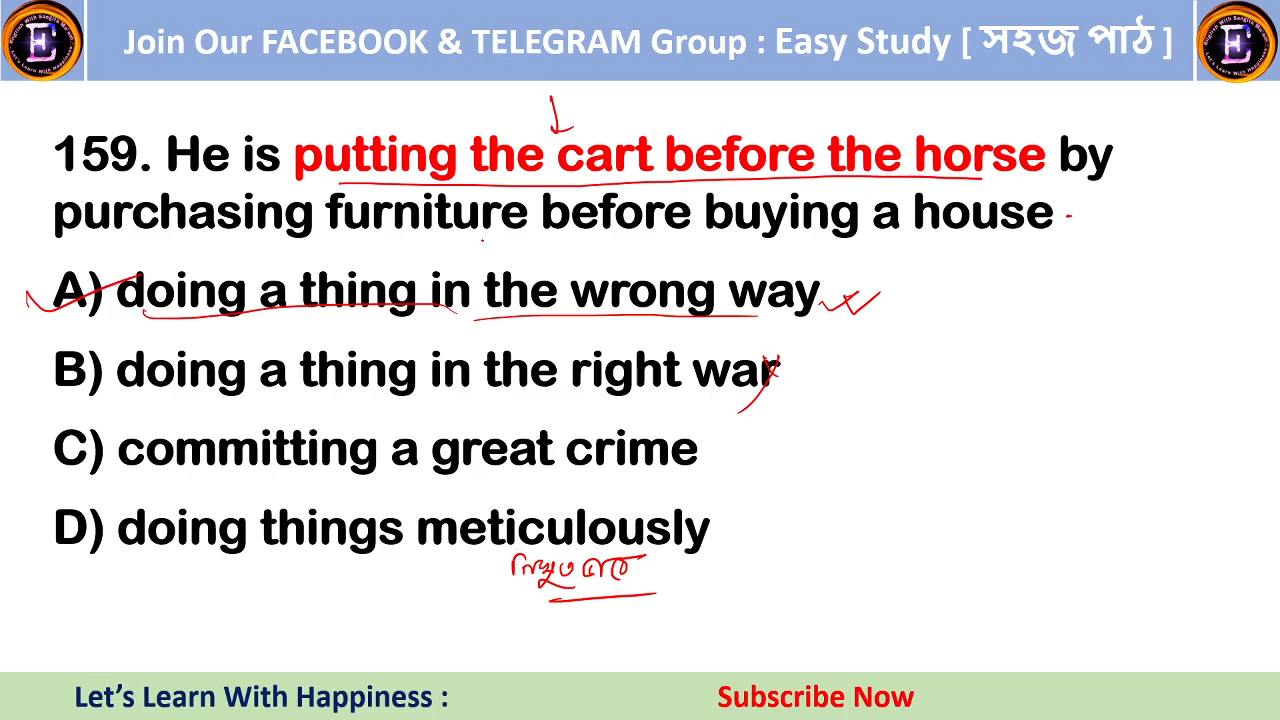 Join Our FACEBOOK & TELEGRAM Group : Easy Study [ সহজ পাঠ ]
159. He is putting the cart before the horse by
purchasing furniture before buying a house
A) doing a thing in the wrong way
B) doing a thing in the right war
C) committing a great crime
D) doing things meticulously
Let's Learn With Happiness :
Subscribe Now